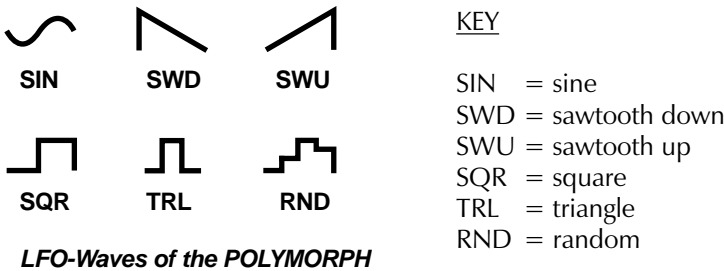 SIN SWD SWU
SQR TRL RND
LFO-Waves of the POLYMORPH
KEY
SIN = sine
SWD = sawtooth down
SWU = sawtooth up
SQR = square
TRL = triangle
RND = random